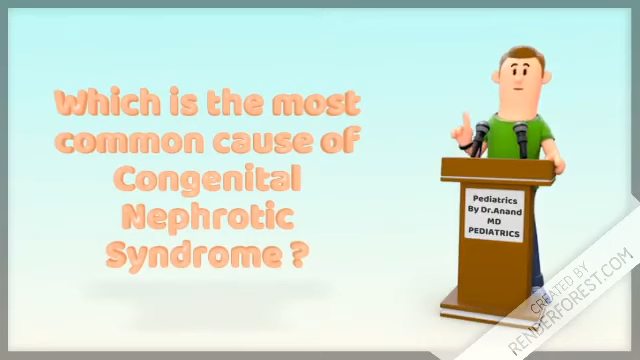 Which is the most
common cause of
Congenital
Nephrotic
Syndrome ?
Pediatrics
By Dr.Anand
MD
PEDIATRICS
CREATED BY
RENDERFOREST.COM